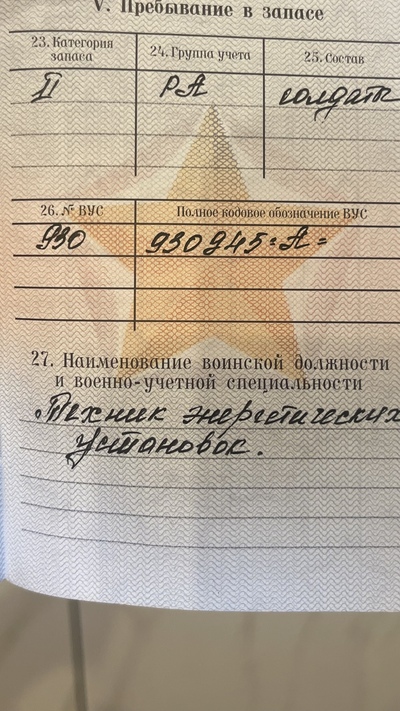 V. Пребывание в запасе
23. Категория запаса
24. Группа учета
25. Состав
II
РА
солдаты
26. № ВУС
Полное кодовое обозначение ВУС
930
930945 = А =
27. Наименование воинской должности
и военно-учетной специальности
Техник энергетических
установок.